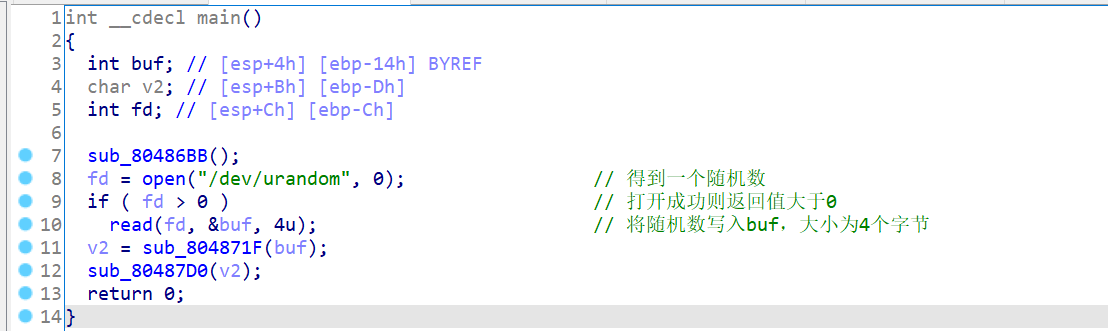 1 int __cdecl main()
2 {
3 int buf; // [esp+4h] [ebp-14h] BYREF
4 char v2; // [esp+Bh] [ebp-Dh]
5 int fd; // [esp+Ch] [ebp-Ch]
6
7 sub_80486BB();
8 fd = open("/dev/urandom", 0); // 得到一个随机数
9 if ( fd > 0 ) // 打开成功则返回值大于0
10 read(fd, &buf, 4u); // 将随机数写入buf，大小为4个字节
11 v2 = sub_804871F(buf);
12 sub_80487D0(v2);
13 return 0;
14 }